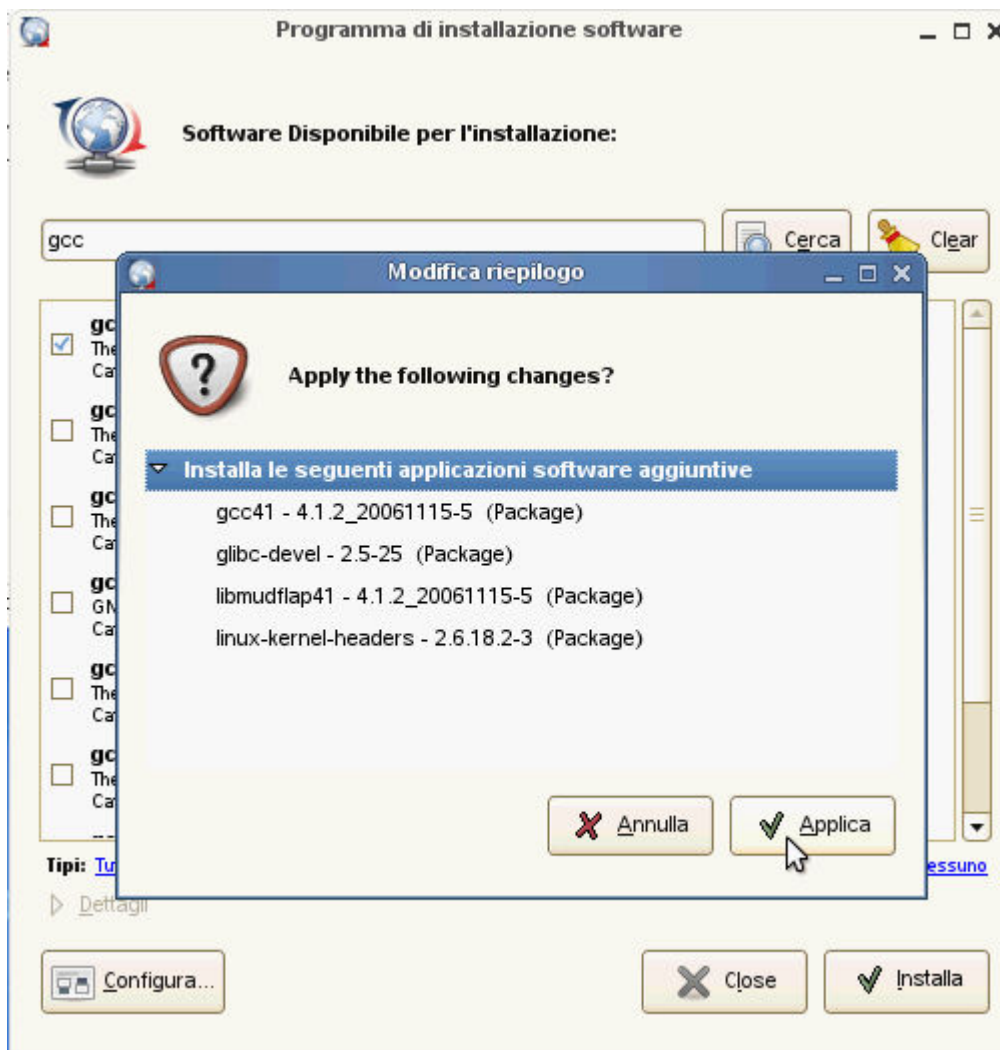 Programma di installazione software
Software Disponibile per l'installazione:
gcc
Cerca
Clear
Modifica riepilogo
Apply the following changes?
Installa le seguenti applicazioni software aggiuntive
gcc41 - 4.1.2_20061115-5 (Package)
glibc-devel - 2.5-25 (Package)
libmudflap41 - 4.1.2_20061115-5 (Package)
linux-kernel-headers - 2.6.18.2-3 (Package)
Annulla
Applica
Tipi:
Dettagli
Configura...
Close
Installa